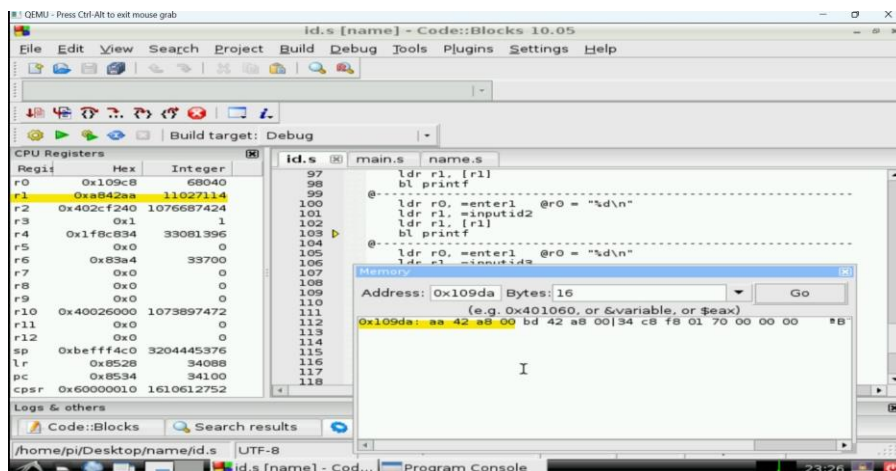 QEMU - Press Ctrl-Alt to exit mouse grab
id.s [name] - Code::Blocks 10.05
File Edit View Search Project Build Debug Tools Plugins Settings Help
Build target: Debug
CPU Registers
Regis Hex Integer
r0 0x109c8 68040
r1 0xa842aa 11027114
r2 0x402cf240 1076687424
r3 0x1 1
r4 0x1f8c834 33081396
r5 0x0 0
r6 0x83a4 33700
r7 0x0 0
r8 0x0 0
r9 0x0 0
r10 0x40026000 1073897472
r11 0x0 0
r12 0x0 0
sp 0xbefff4c0 3204445376
lr 0x8528 34088
pc 0x8534 34100
cpsr 0x60000010 1610612752
id.s main.s name.s
97 ldr r1, [r1]
98 bl printf
99 @------------------------------------------------
100 ldr r0, =enter1 @r0 = "%d\n"
101 ldr r1, =inputid2
102 ldr r1, [r1]
103 bl printf
104 @------------------------------------------------
105 ldr r0, =enter1 @r0 = "%d\n"
106 ldr r1, =inputid3
107
108
109
110
111
112
113
114
115
116
117
118
Memory
Address: 0x109da Bytes: 16 Go
(e.g. 0x401060, or &variable, or $eax)
0x109da: aa 42 a8 00 bd 42 a8 00|34 c8 f8 01 70 00 00 00
Logs & others
Code::Blocks Search results
/home/pi/Desktop/name/id.s UTF-8
id.s [name] - Cod... Program Console 23:26